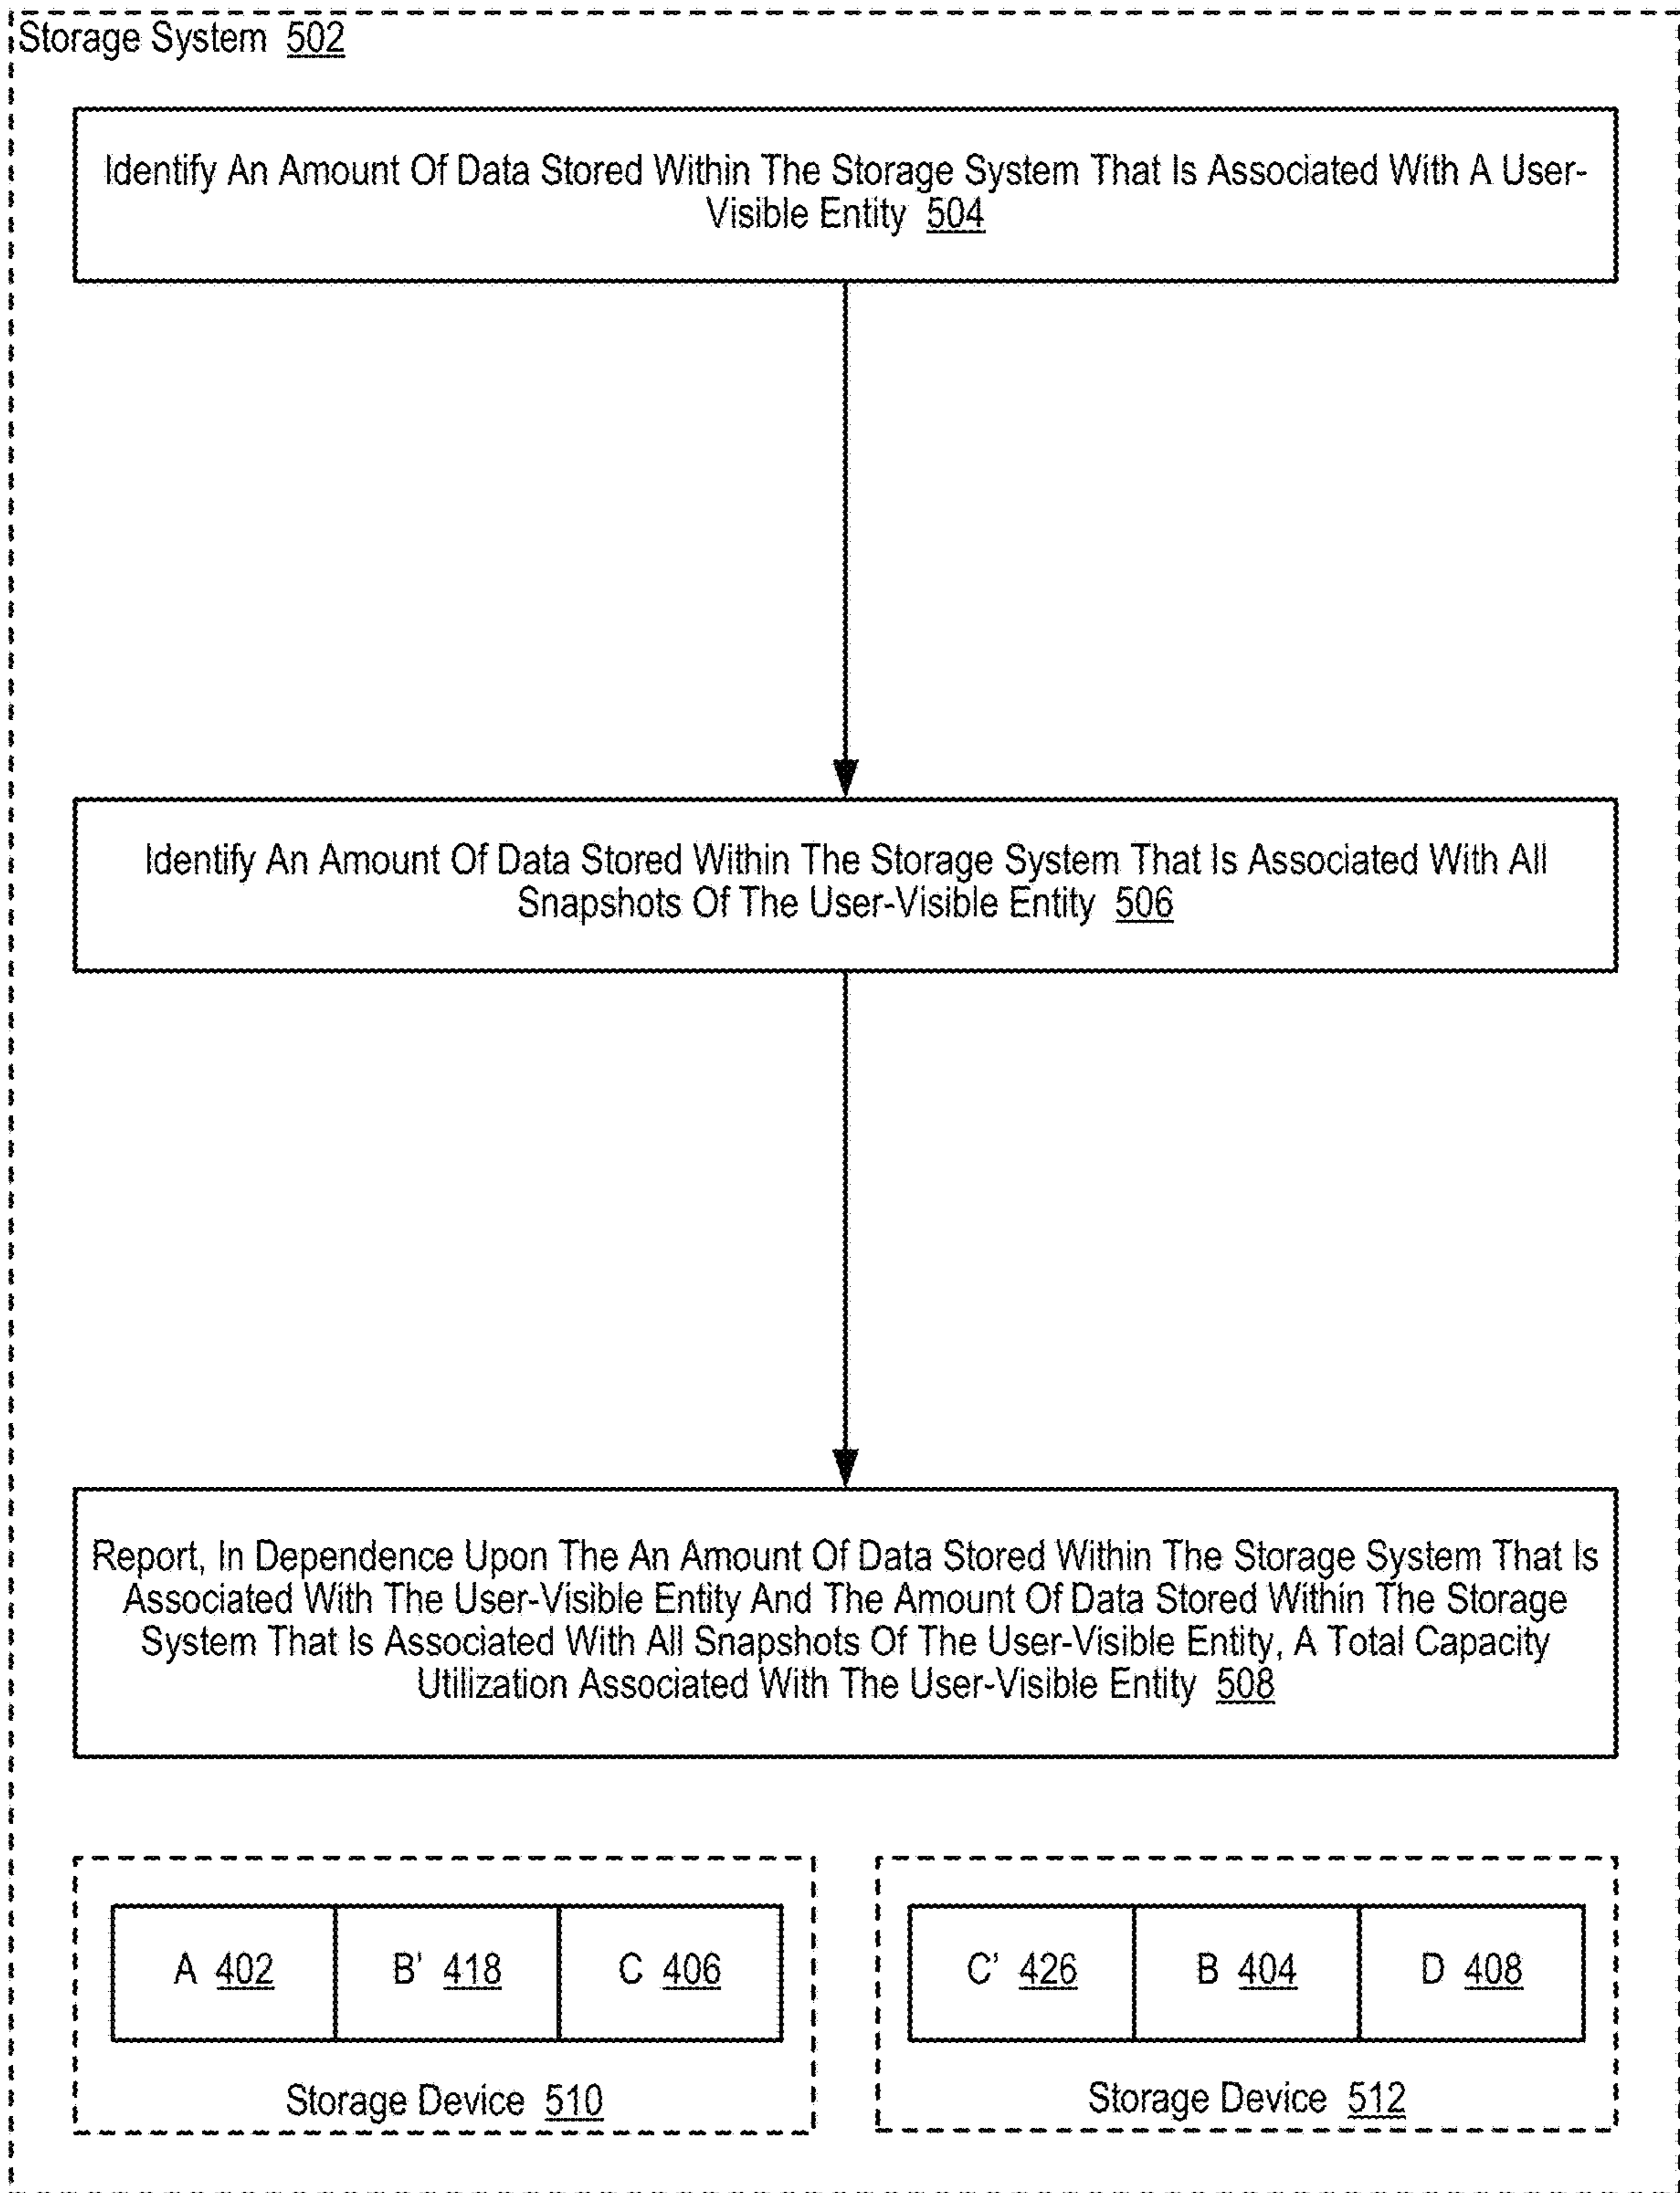 Storage System 502
Identify An Amount Of Data Stored Within The Storage System That Is Associated With A User-
Visible Entity 504
Identify An Amount Of Data Stored Within The Storage System That Is Associated With All
Snapshots Of The User-Visible Entity 506
Report, In Dependence Upon The An Amount Of Data Stored Within The Storage System That Is
Associated With The User-Visible Entity And The Amount Of Data Stored Within The Storage
System That Is Associated With All Snapshots Of The User-Visible Entity, A Total Capacity
Utilization Associated With The User-Visible Entity 508
A 402
B' 418
C 406
Storage Device 510
C' 426
B 404
D 408
Storage Device 512